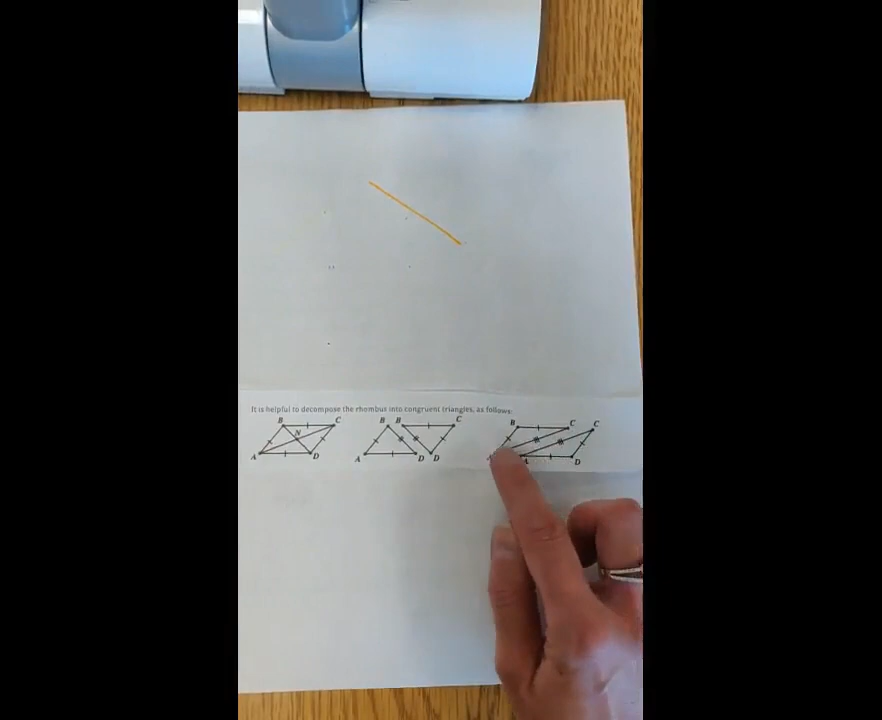 It is helpful to decompose the rhombus into congruent triangles, as follows:
B C B B C B C C
N
A D A D D A A D